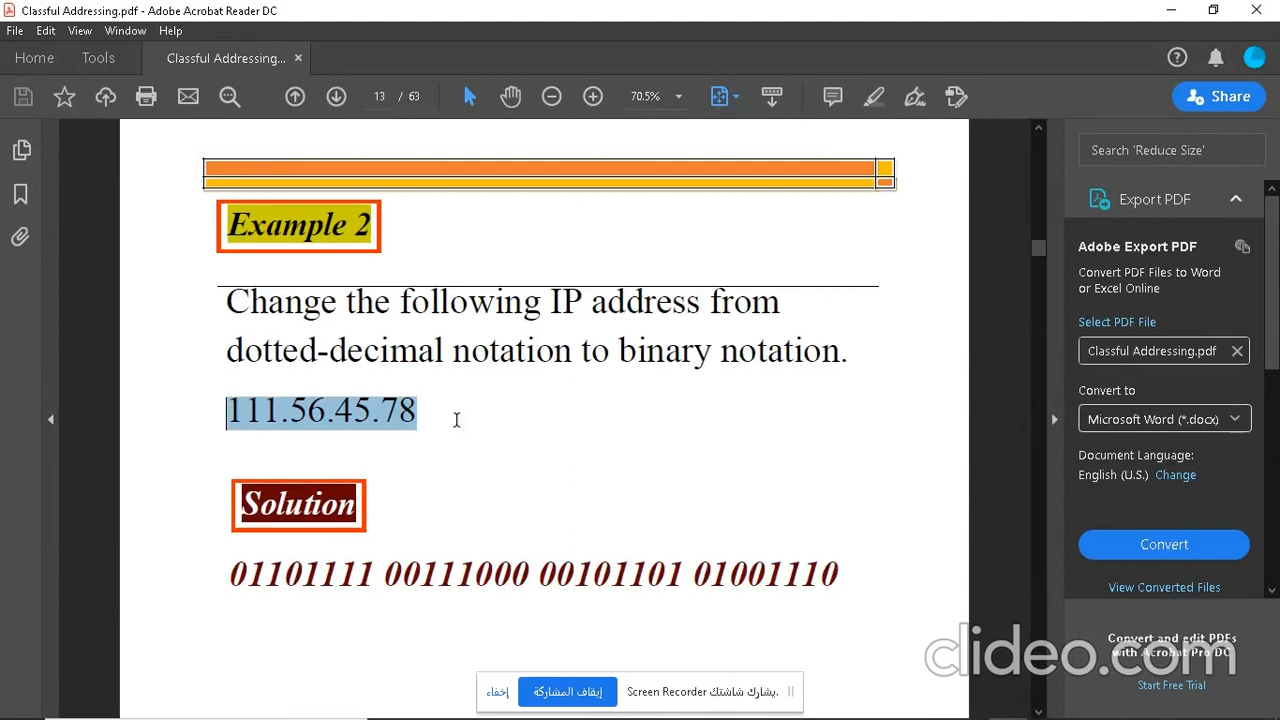 Classful Addressing.pdf - Adobe Acrobat Reader DC
File Edit View Window Help
Home Tools Classful Addressing... ×
13 / 63 70.5% Share
Search 'Reduce Size'
Export PDF
Adobe Export PDF
Convert PDF Files to Word
or Excel Online
Select PDF File
Classful Addressing.pdf
Convert to
Microsoft Word (*.docx)
Document Language:
English (U.S.) Change
Convert
View Converted Files
Convert and edit PDFs
with Acrobat Pro DC
Start Free Trial
Example 2
Change the following IP address from
dotted-decimal notation to binary notation.
111.56.45.78
Solution
01101111 00111000 00101101 01001110
clideo.com
يشارك شاشتك Screen Recorder.
إيقاف المشاركة
إخفاء